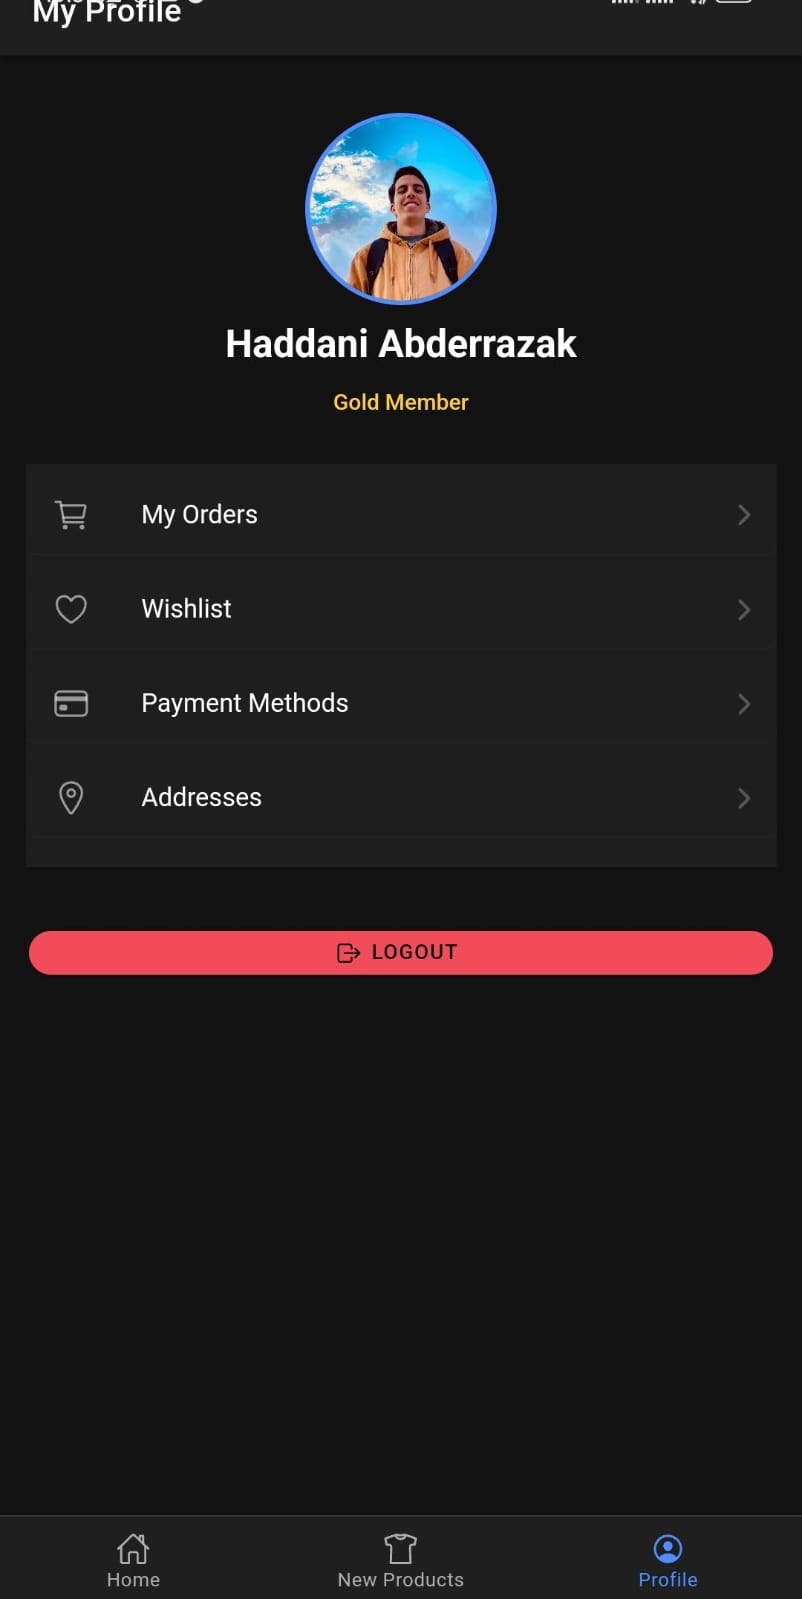 My Profile
Haddani Abderrazak
Gold Member
My Orders
Wishlist
Payment Methods
Addresses
LOGOUT
Home
New Products
Profile